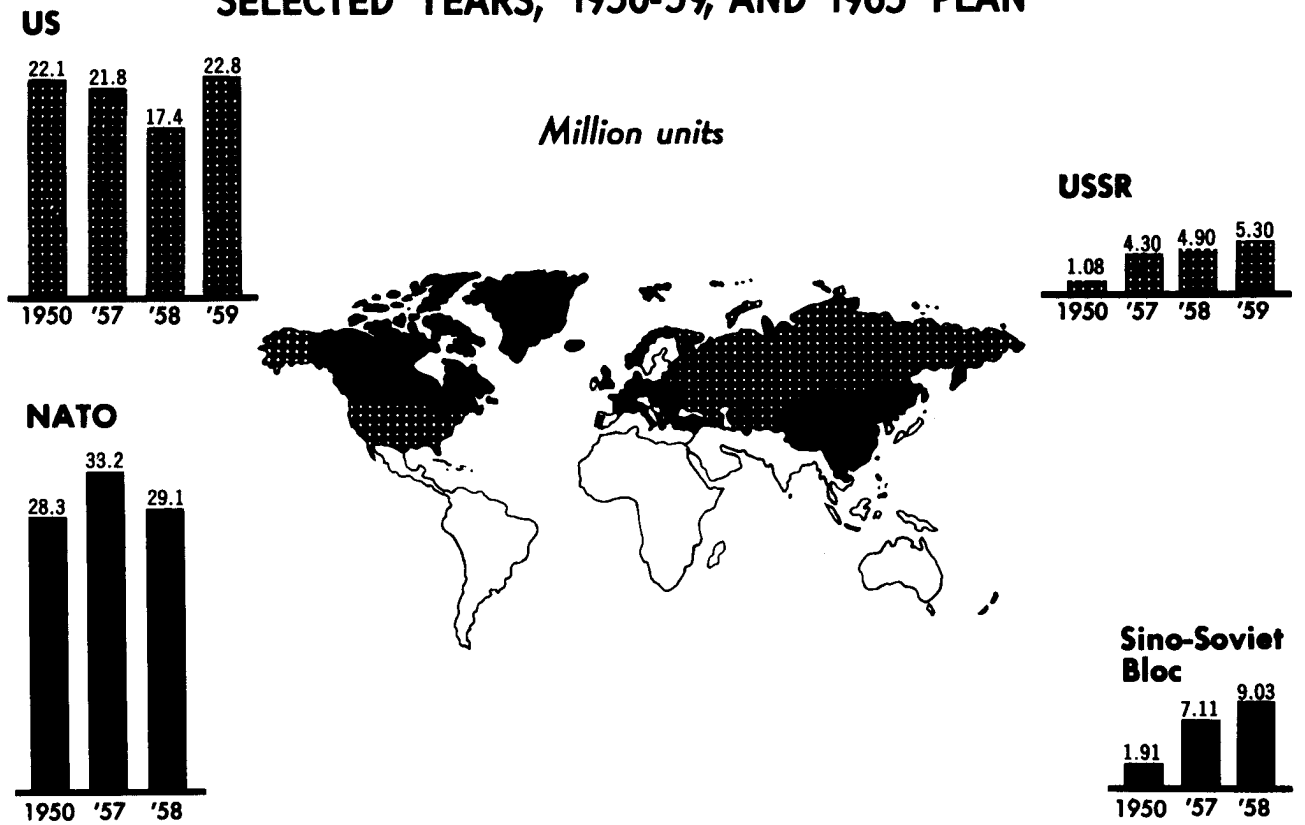 SELECTED YEARS, 1950-59, AND 1965 PLAN
US
22.1 21.8 17.4 22.8
1950 '57 '58 '59
Million units
USSR
1.08 4.30 4.90 5.30
1950 '57 '58 '59
NATO
28.3 33.2 29.1
1950 '57 '58
Sino-Soviet
Bloc
1.91 7.11 9.03
1950 '57 '58